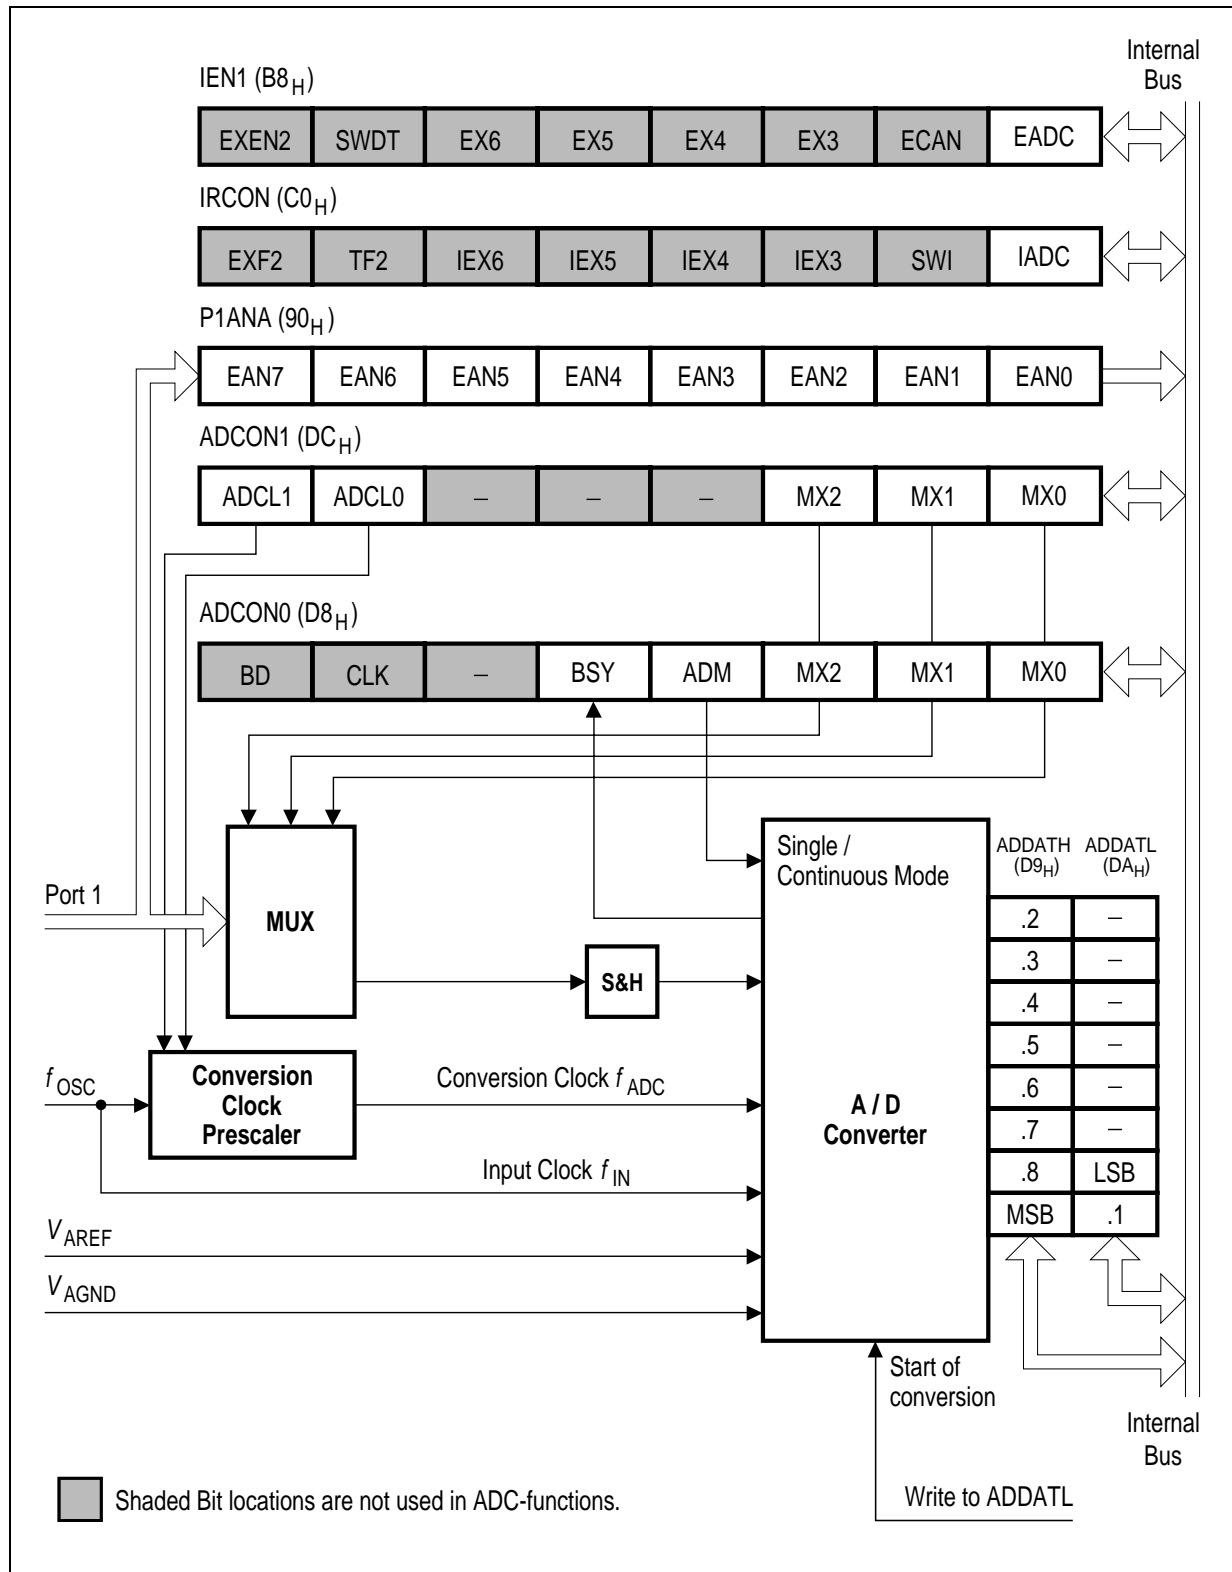 Internal
Bus
IEN1 (B8H)
EXEN2 SWDT EX6 EX5 EX4 EX3 ECAN EADC
IRCON (C0H)
EXF2 TF2 IEX6 IEX5 IEX4 IEX3 SWI IADC
P1ANA (90H)
EAN7 EAN6 EAN5 EAN4 EAN3 EAN2 EAN1 EAN0
ADCON1 (DCH)
ADCL1 ADCL0 – – – MX2 MX1 MX0
ADCON0 (D8H)
BD CLK – BSY ADM MX2 MX1 MX0
Single /
Continuous Mode
ADDATH ADDATL
(D9H) (DAH)
Port 1
MUX
S&H
.2 –
.3 –
.4 –
.5 –
.6 –
.7 –
.8 LSB
MSB .1
fOSC
Conversion
Clock
Prescaler
Conversion Clock fADC
A / D
Converter
Input Clock fIN
VAREF
VAGND
Start of
conversion
Internal
Bus
Write to ADDATL
Shaded Bit locations are not used in ADC-functions.